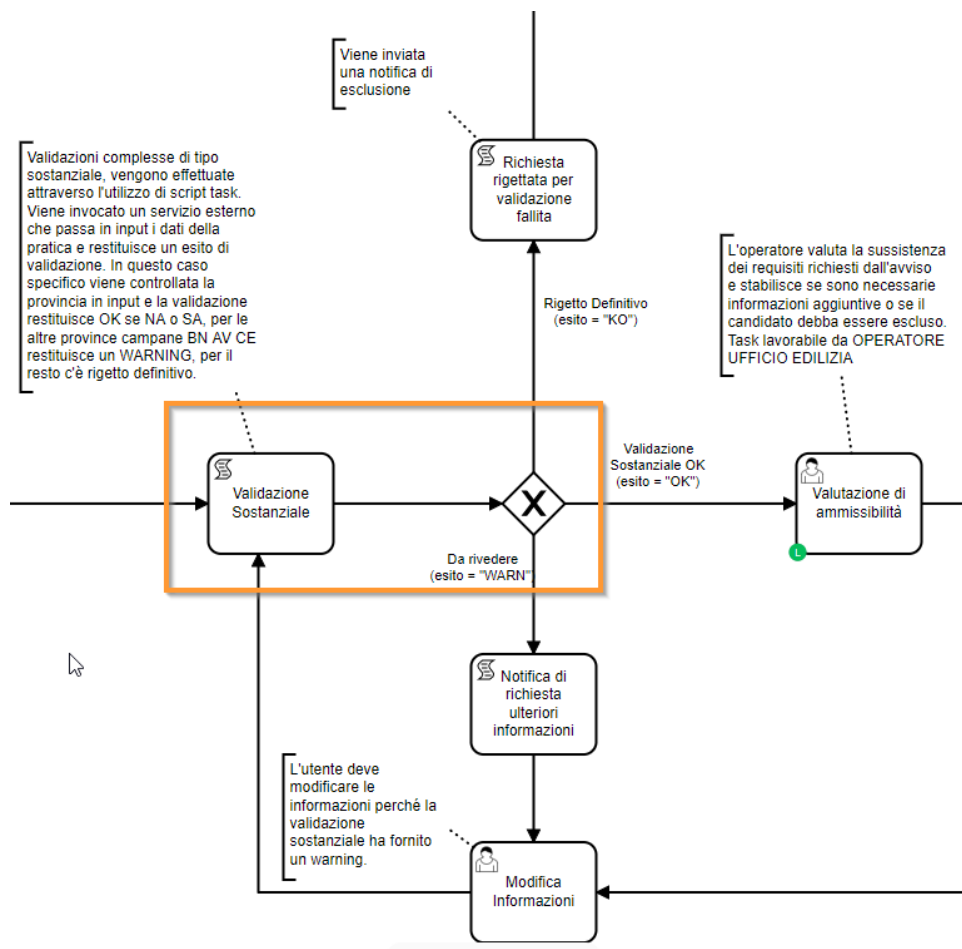 Viene inviata
una notifica di
esclusione
Richiesta
rigettata per
validazione
fallita
Validazioni complesse di tipo
sostanziale, vengono effettuate
attraverso l'utilizzo di script task.
Viene invocato un servizio esterno
che passa in input i dati della
pratica e restituisce un esito di
validazione. In questo caso
specifico viene controllata la
provincia in input e la validazione
restituisce OK se NA o SA, per le
altre province campane BN AV CE
restituisce un WARNING, per il
resto c'è rigetto definitivo.
L'operatore valuta la sussistenza
dei requisiti richiesti dall'avviso
e stabilisce se sono necessarie
informazioni aggiuntive o se il
candidato debba essere escluso.
Task lavorabile da OPERATORE
UFFICIO EDILIZIA
Rigetto Definitivo
(esito = "KO")
Validazione
Sostanziale
X
Validazione
Sostanziale OK
(esito = "OK")
Valutazione di
ammissibilità
L
Da rivedere
(esito = "WARN")
Notifica di
richiesta
ulteriori
informazioni
L'utente deve
modificare le
informazioni perché la
validazione
sostanziale ha fornito
un warning.
Modifica
Informazioni